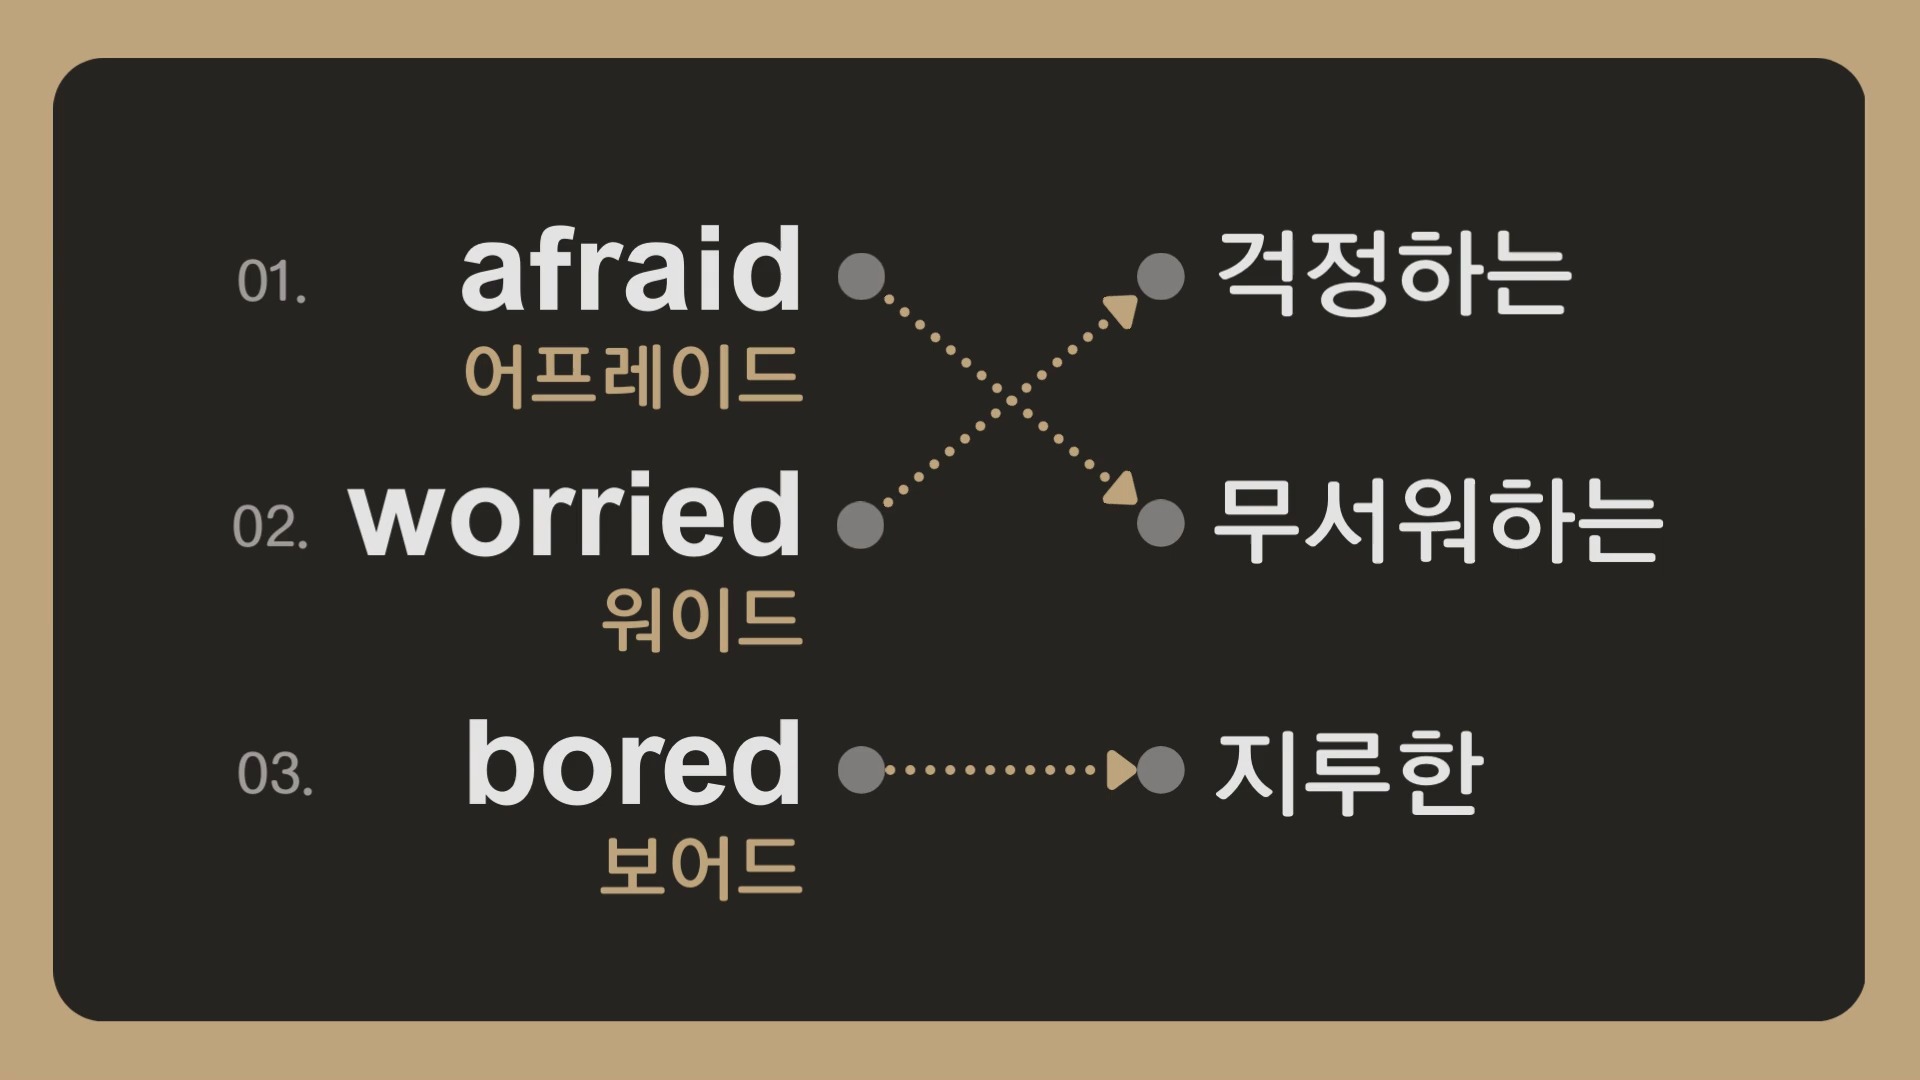 01. afraid 걱정하는
어프레이드
02. worried 무서워하는
워이드
03. bored 지루한
보어드